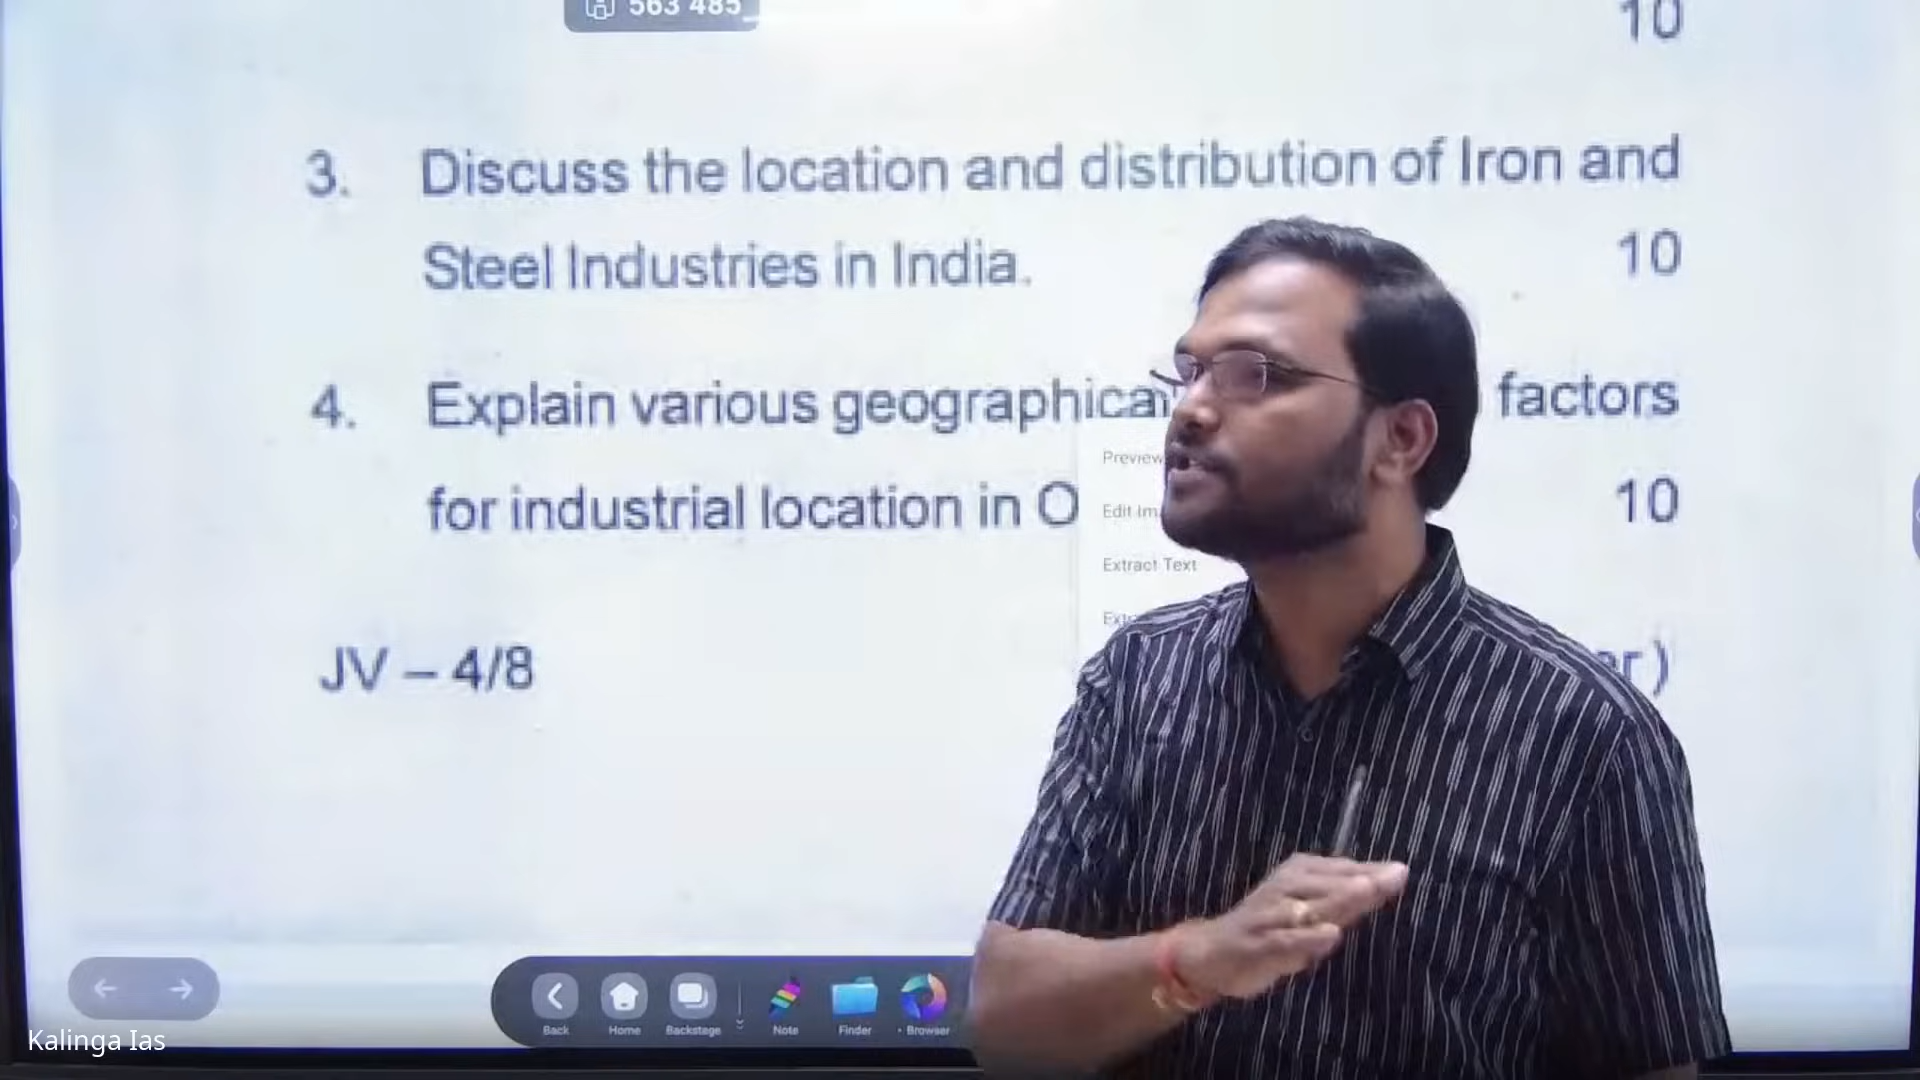 563 485
10
3. Discuss the location and distribution of Iron and
Steel Industries in India. 10
4. Explain various geographical factors
for industrial location in O 10
Preview
Edit Im
Extract Text
JV – 4/8
Back Home Backstage Note Finder Browser
Kalinga Ias